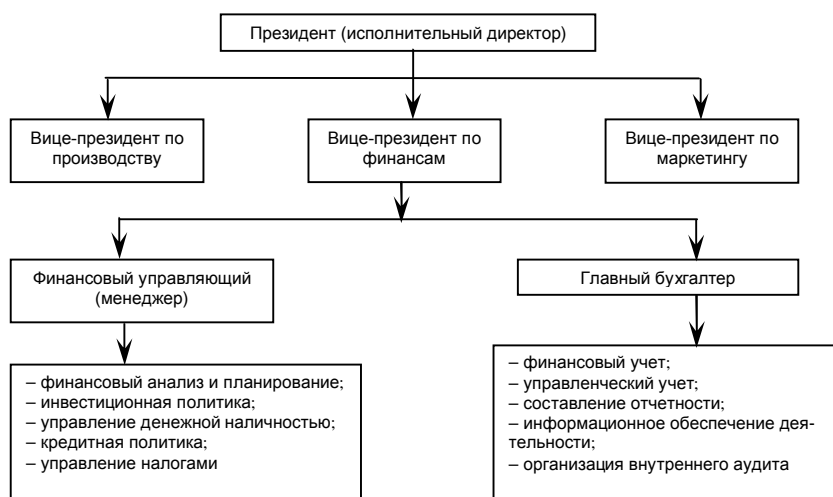 Президент (исполнительный директор)
Вице-президент по
производству
Вице-президент по
финансам
Вице-президент по
маркетингу
Финансовый управляющий
(менеджер)
Главный бухгалтер
– финансовый анализ и планирование;
– инвестиционная политика;
– управление денежной наличностью;
– кредитная политика;
– управление налогами
– финансовый учет;
– управленческий учет;
– составление отчетности;
– информационное обеспечение дея-
тельности;
– организация внутреннего аудита